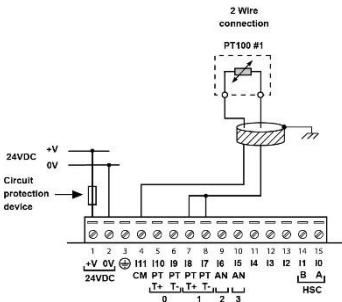 2 Wire
connection
PT100 #1
24VDC
+V
0V
Circuit
protection
device
1 2 3 4 5 6 7 8 9 10 11 12 13 14 15
+V 0V I11 I10 I9 I8 I7 I6 I5 I4 I3 I2 I1 I0
24VDC CM PT PT PT PT AN AN B A
T+ T- T+ T- HSC
0 1 2 3